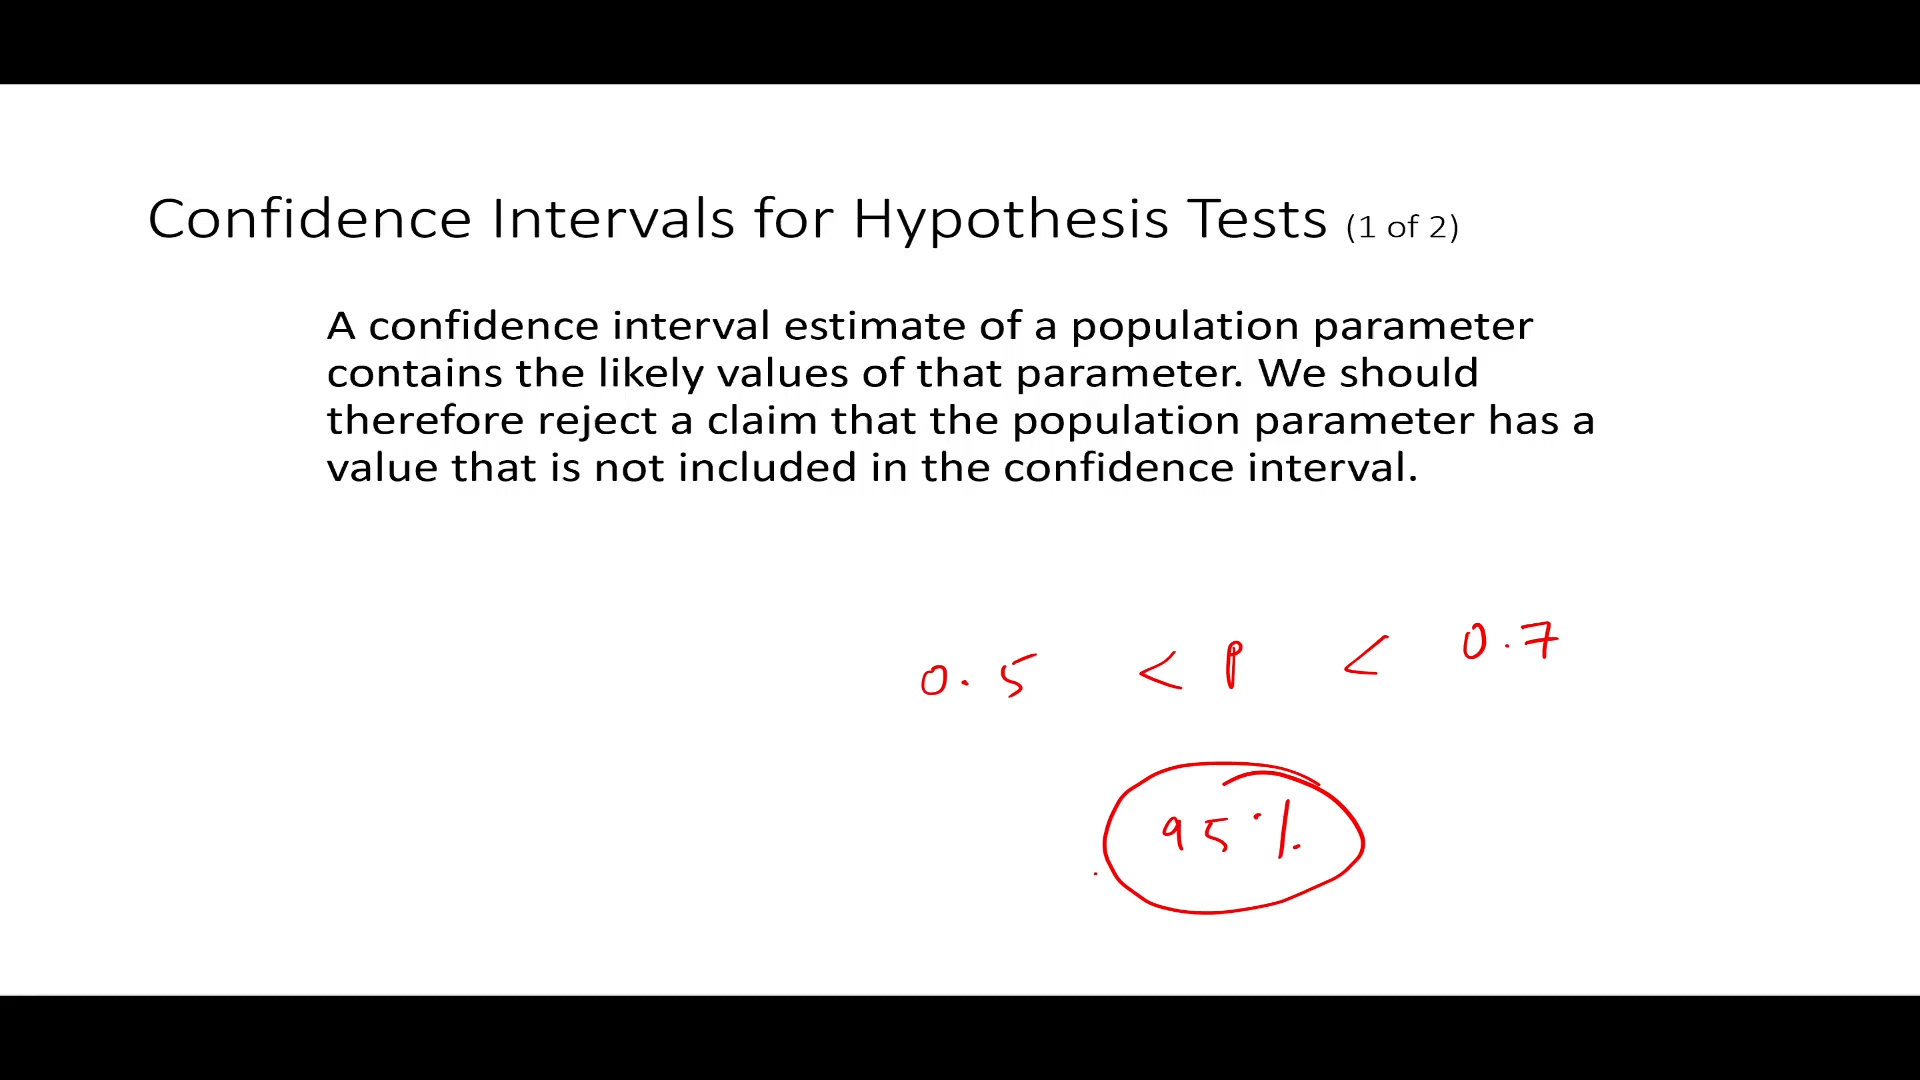 Confidence Intervals for Hypothesis Tests (1 of 2)
A confidence interval estimate of a population parameter
contains the likely values of that parameter. We should
therefore reject a claim that the population parameter has a
value that is not included in the confidence interval.
0.5 < p < 0.7
95%